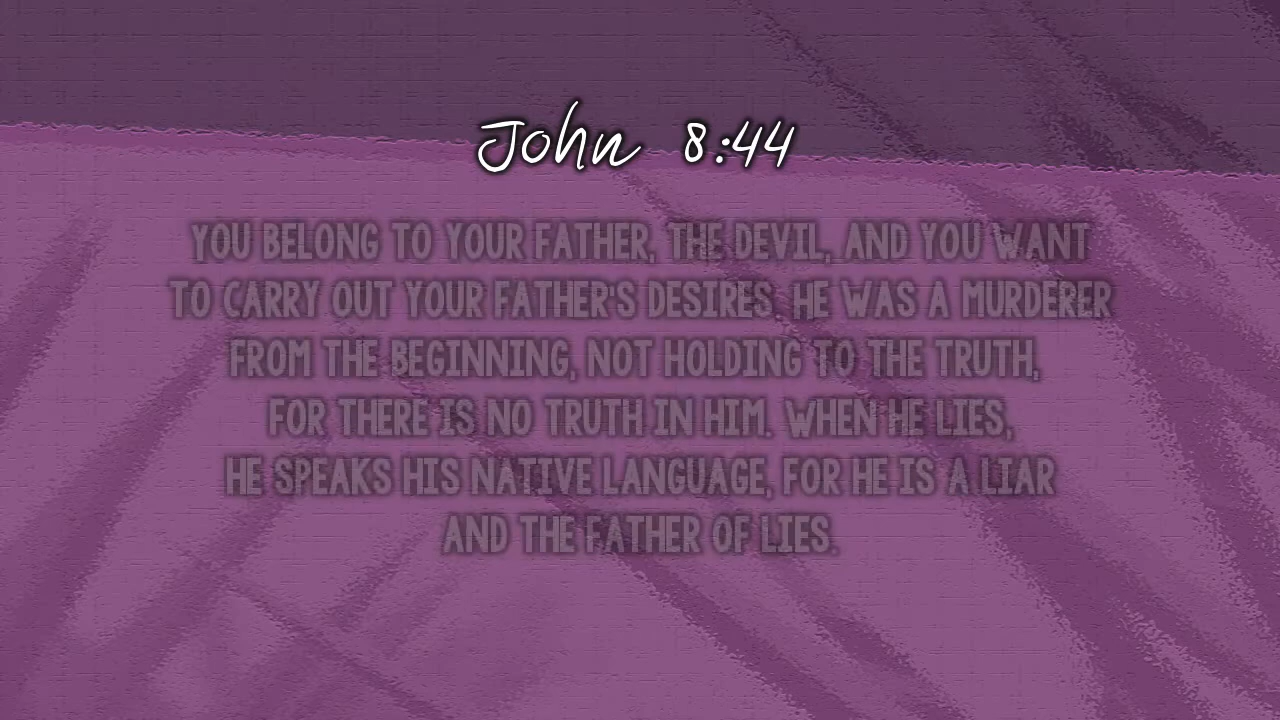 John 8:44
YOU BELONG TO YOUR FATHER, THE DEVIL, AND YOU WANT
TO CARRY OUT YOUR FATHER'S DESIRES. HE WAS A MURDERER
FROM THE BEGINNING, NOT HOLDING TO THE TRUTH,
FOR THERE IS NO TRUTH IN HIM. WHEN HE LIES,
HE SPEAKS HIS NATIVE LANGUAGE, FOR HE IS A LIAR
AND THE FATHER OF LIES.